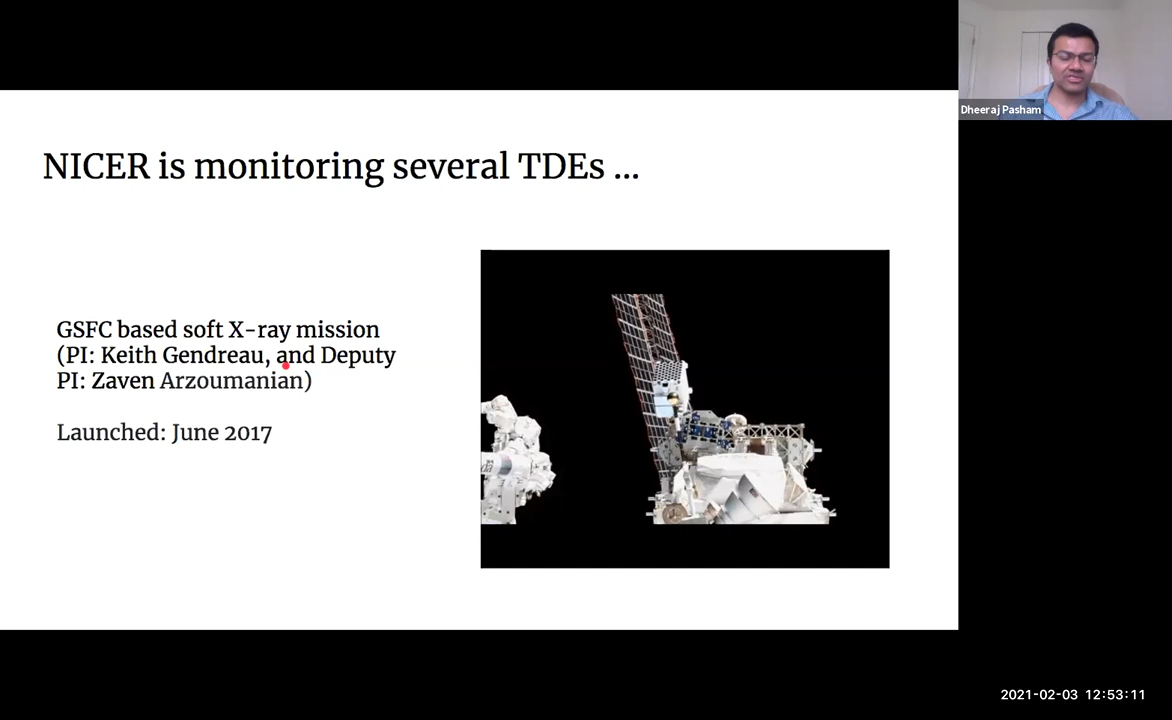 NICER is monitoring several TDEs ...
GSFC based soft X-ray mission
(PI: Keith Gendreau, and Deputy
PI: Zaven Arzoumanian)
Launched: June 2017
Dheeraj Pasham
2021-02-03 12:53:11